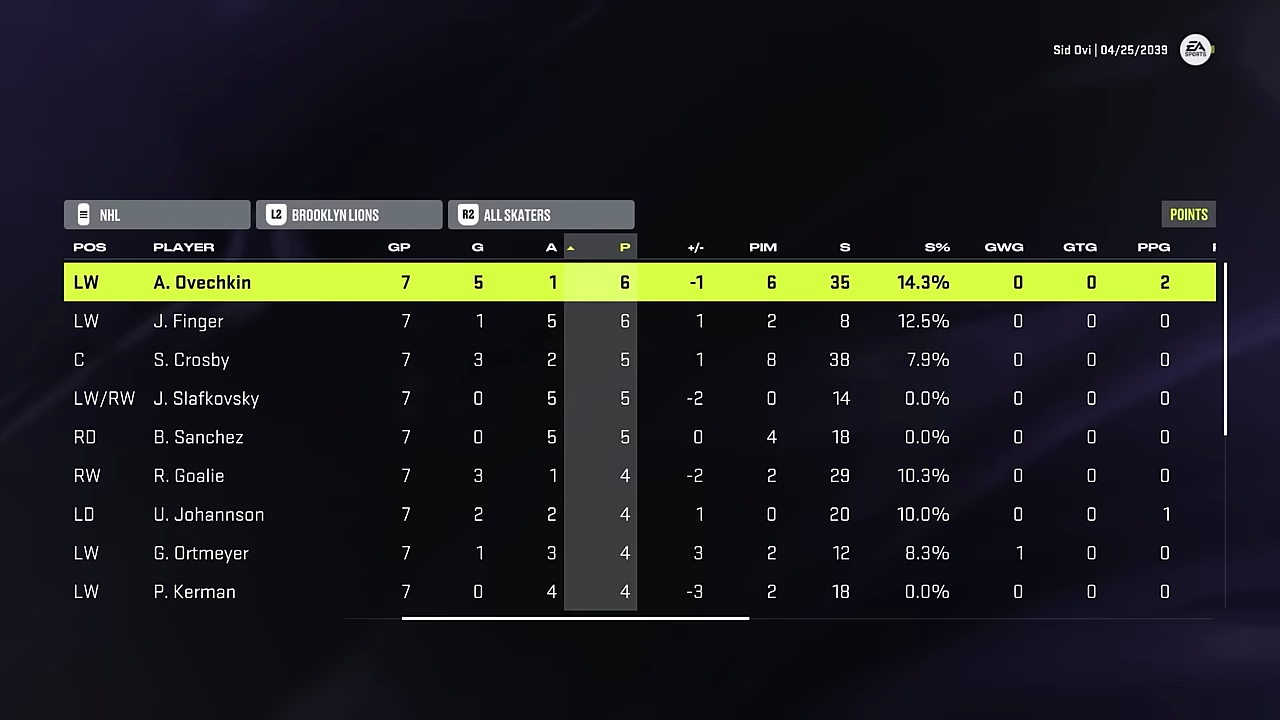 Sid Ovi | 04/25/2039
EA SPORTS
NHL L2 BROOKLYN LIONS R2 ALL SKATERS POINTS
POS PLAYER GP G A P +/- PIM S S% GWG GTG PPG
LW A. Ovechkin 7 5 1 6 -1 6 35 14.3% 0 0 2
LW J. Finger 7 1 5 6 1 2 8 12.5% 0 0 0
C S. Crosby 7 3 2 5 1 8 38 7.9% 0 0 0
LW/RW J. Slafkovsky 7 0 5 5 -2 0 14 0.0% 0 0 0
RD B. Sanchez 7 0 5 5 0 4 18 0.0% 0 0 0
RW R. Goalie 7 3 1 4 -2 2 29 10.3% 0 0 0
LD U. Johannson 7 2 2 4 1 0 20 10.0% 0 0 1
LW G. Ortmeyer 7 1 3 4 3 2 12 8.3% 1 0 0
LW P. Kerman 7 0 4 4 -3 2 18 0.0% 0 0 0